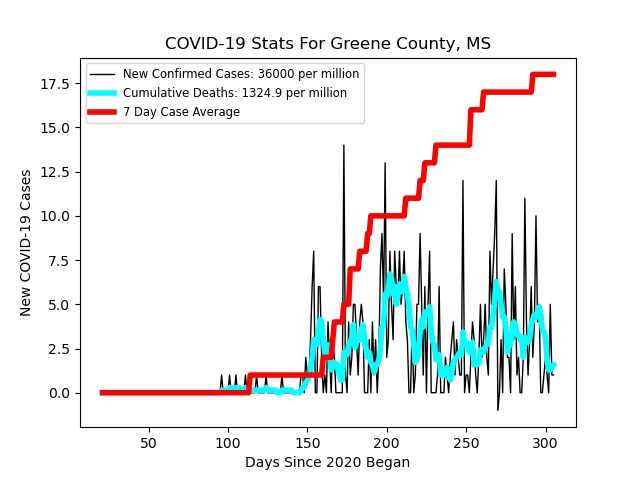 COVID-19 Stats For Greene County, MS
New Confirmed Cases: 36000 per million
Cumulative Deaths: 1324.9 per million
7 Day Case Average
New COVID-19 Cases
17.5
15.0
12.5
10.0
7.5
5.0
2.5
0.0
50 100 150 200 250 300
Days Since 2020 Began